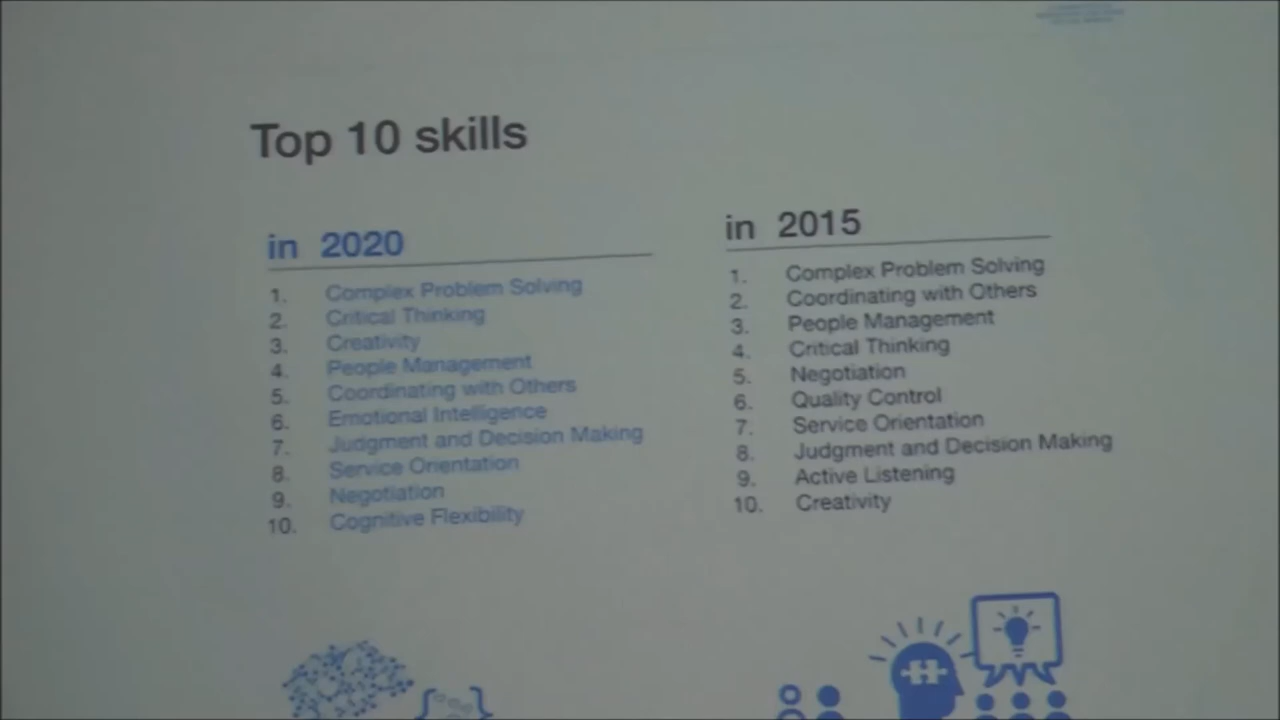 Top 10 skills
in 2020
1. Complex Problem Solving
2. Critical Thinking
3. Creativity
4. People Management
5. Coordinating with Others
6. Emotional Intelligence
7. Judgment and Decision Making
8. Service Orientation
9. Negotiation
10. Cognitive Flexibility
in 2015
1. Complex Problem Solving
2. Coordinating with Others
3. People Management
4. Critical Thinking
5. Negotiation
6. Quality Control
7. Service Orientation
8. Judgment and Decision Making
9. Active Listening
10. Creativity